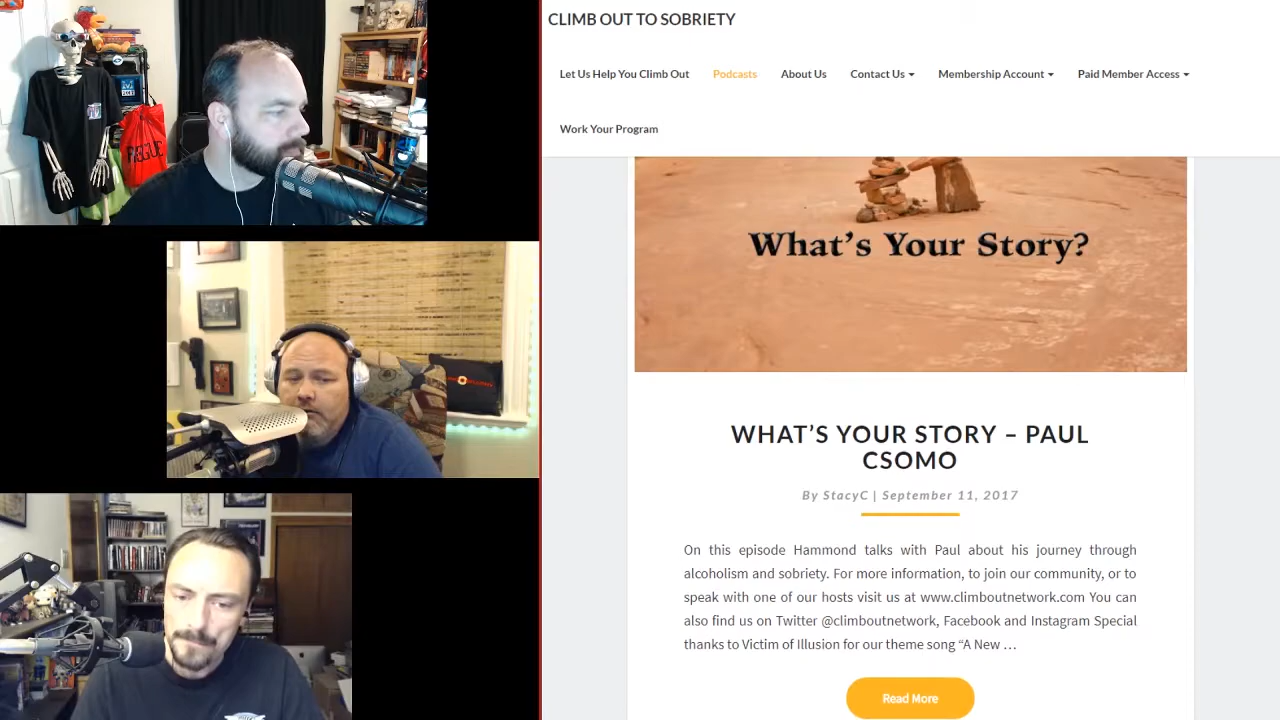 CLIMB OUT TO SOBRIETY
Let Us Help You Climb Out
Podcasts
About Us
Contact Us
Membership Account
Paid Member Access
Work Your Program
What's Your Story?
WHAT'S YOUR STORY – PAUL
CSOMO
By StacyC | September 11, 2017
On this episode Hammond talks with Paul about his journey through
alcoholism and sobriety. For more information, to join our community, or to
speak with one of our hosts visit us at www.climboutnetwork.com You can
also find us on Twitter @climboutnetwork, Facebook and Instagram Special
thanks to Victim of Illusion for our theme song “A New …
Read More